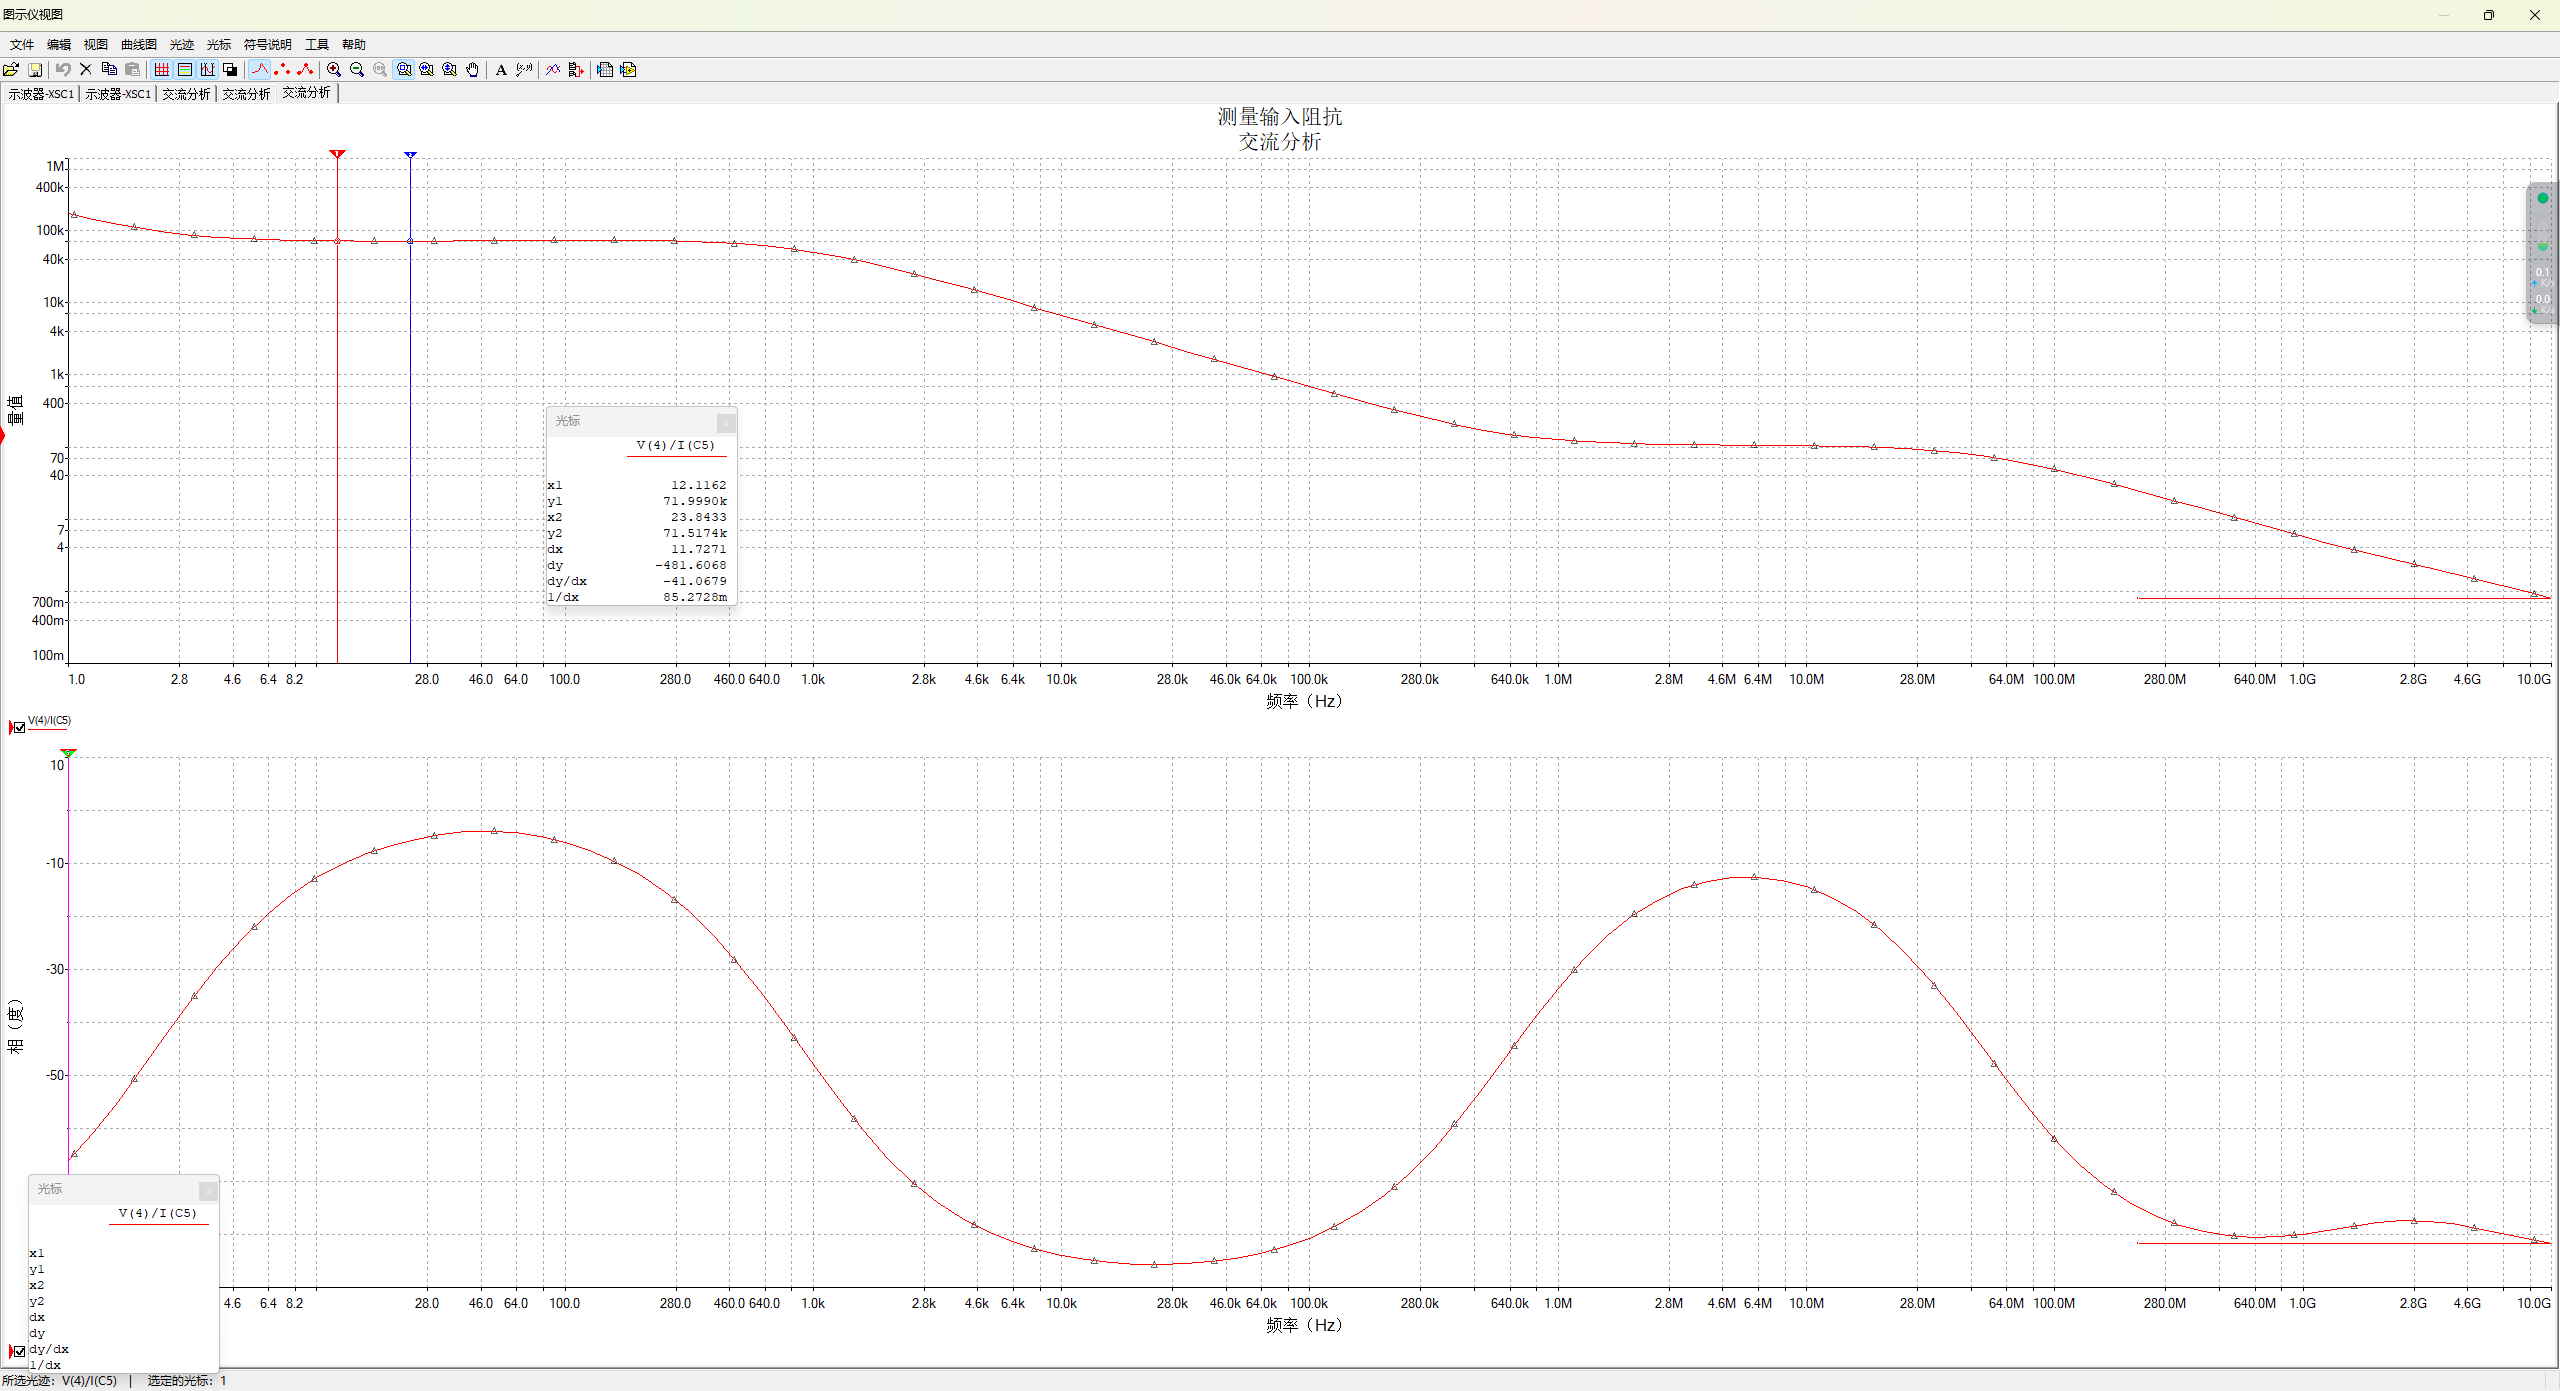 图示仪视图
文件 编辑 视图 曲线图 光迹 光标 符号说明 工具 帮助
示波器-XSC1 示波器-XSC1 交流分析 交流分析 交流分析
测量输入阻抗
交流分析
量值
1M
400k
100k
40k
10k
4k
1k
400
70
40
7
4
700m
400m
100m
光标
V(4)/I(C5)
x1 12.1162
y1 71.9990k
x2 23.8433
y2 71.5174k
dx 11.7271
dy -481.6068
dy/dx -41.0679
1/dx 85.2728m
0.1
K/s
0.0
K/s
1.0 2.8 4.6 6.4 8.2 28.0 46.0 64.0 100.0 280.0 460.0 640.0 1.0k 2.8k 4.6k 6.4k 10.0k 28.0k 46.0k 64.0k 100.0k 280.0k 640.0k 1.0M 2.8M 4.6M 6.4M 10.0M 28.0M 64.0M 100.0M 280.0M 640.0M 1.0G 2.8G 4.6G 10.0G
频率（Hz）
V(4)/I(C5)
相（度）
10
-10
-30
-50
光标
V(4)/I(C5)
x1
y1
x2
y2
dx
dy
dy/dx
1/dx
4.6 6.4 8.2 28.0 46.0 64.0 100.0 280.0 460.0 640.0 1.0k 2.8k 4.6k 6.4k 10.0k 28.0k 46.0k 64.0k 100.0k 280.0k 640.0k 1.0M 2.8M 4.6M 6.4M 10.0M 28.0M 64.0M 100.0M 280.0M 640.0M 1.0G 2.8G 4.6G 10.0G
频率（Hz）
所选光迹：V(4)/I(C5) 选定的光标：1